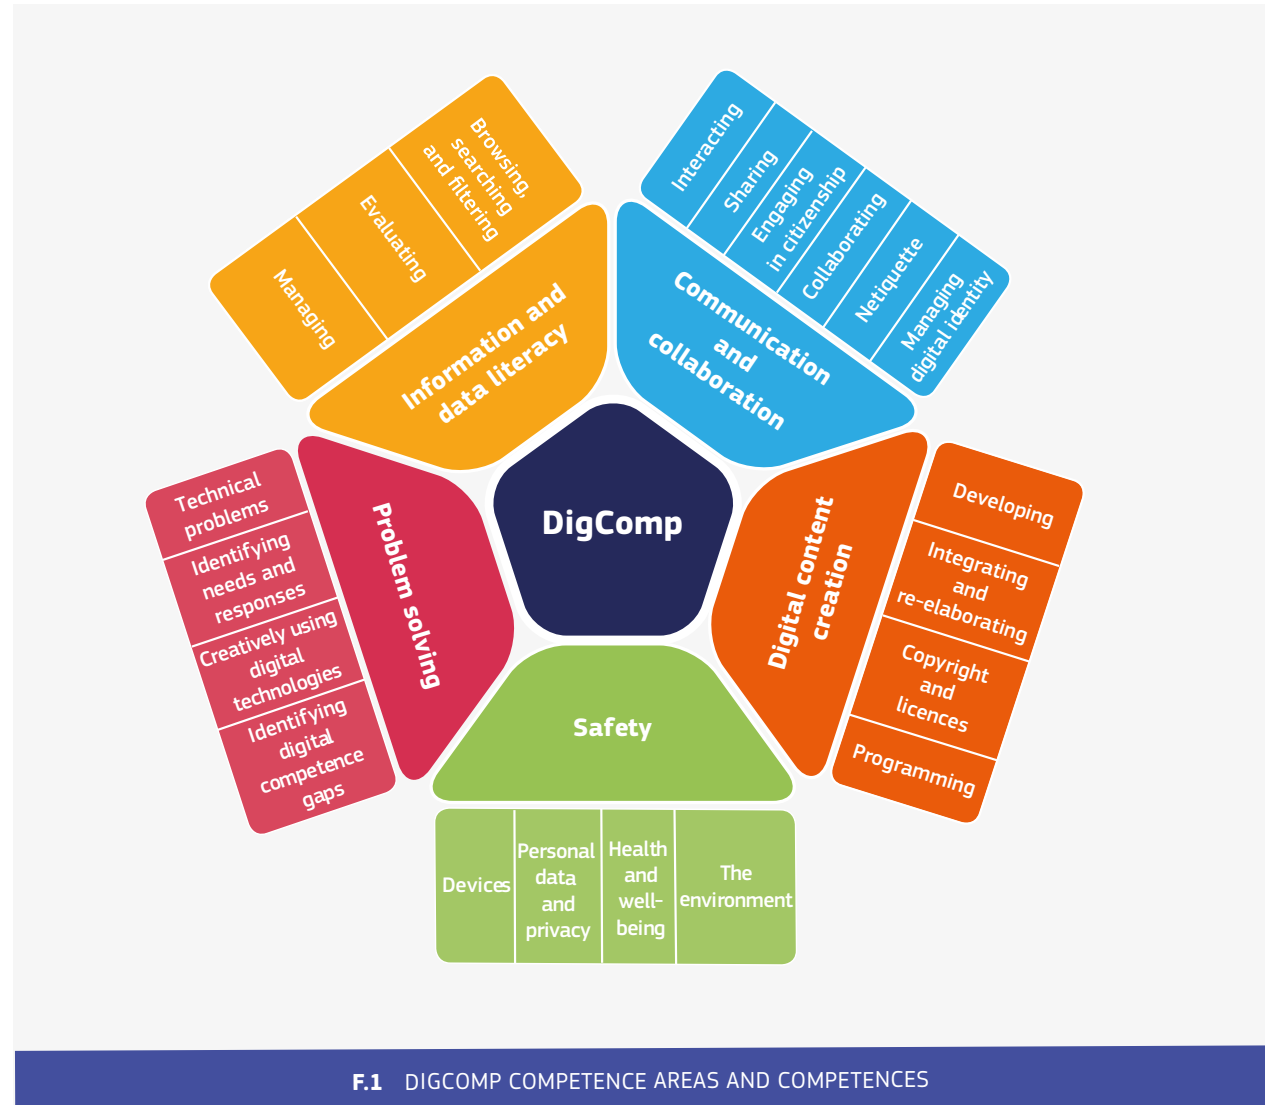 DigComp
Information and
data literacy
Browsing,
searching
and filtering
Evaluating
Managing
Communication
and
collaboration
Interacting
Sharing
Engaging
in citizenship
Collaborating
Netiquette
Managing
digital identity
Digital content
creation
Developing
Integrating
and
re-elaborating
Copyright
and
licences
Programming
Safety
Devices
Personal
data
and
privacy
Health
and
well-
being
The
environment
Problem solving
Technical
problems
Identifying
needs and
responses
Creatively using
digital
technologies
Identifying
digital
competence
gaps
F.1 DIGCOMP COMPETENCE AREAS AND COMPETENCES